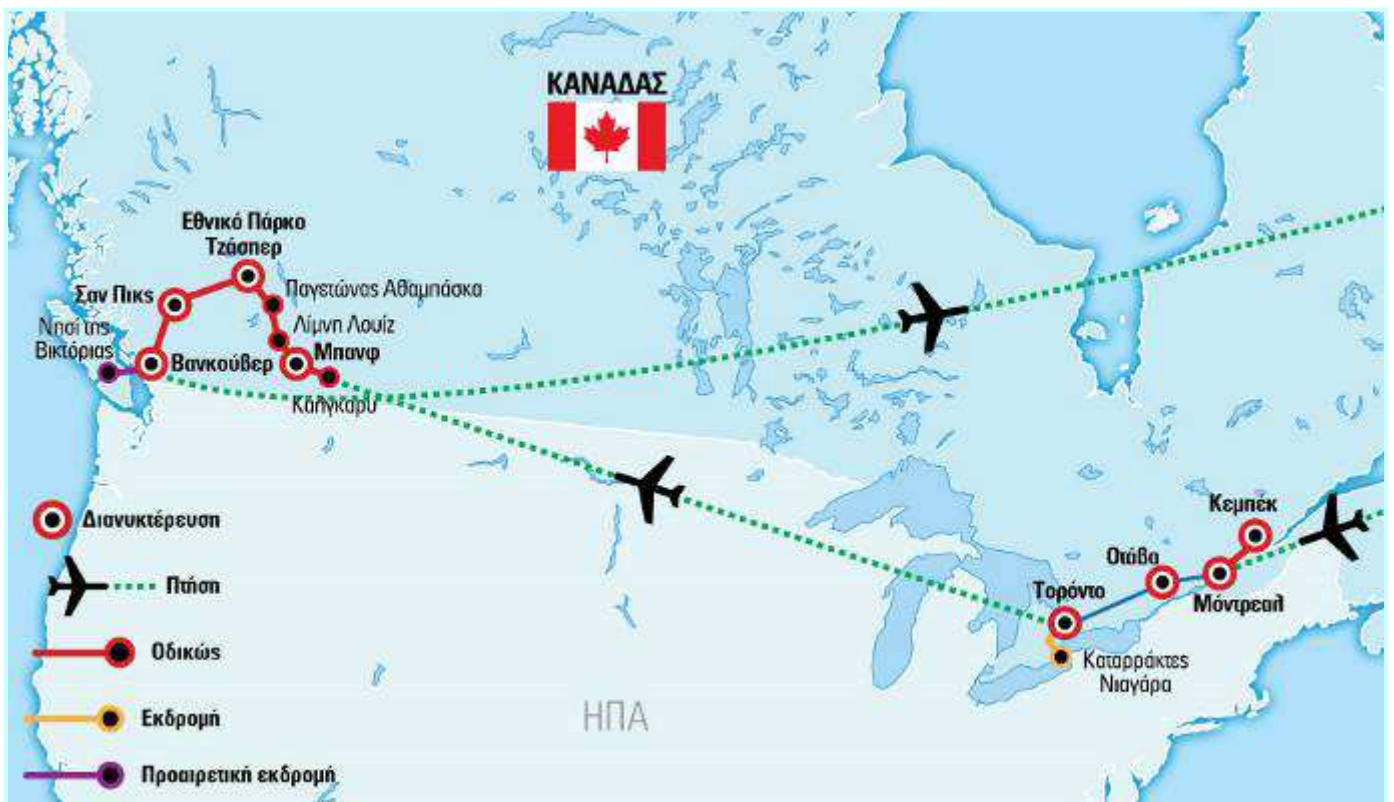 ΚΑΝΑΔΑΣ
Εθνικό Πάρκο
Τζάσπερ
Σαν Πικς
Παγετώνας Αθαμπάσκα
Νησί της
Βικτόριας
Λίμνη Λουίζ
Βανκούβερ
Μπανφ
Κάλγκαρυ
Διανυκτέρευση
Κεμπέκ
Οτάβα
Πτήση
Τορόντο
Μόντρεαλ
Οδικώς
Καταρράκτες
Νιαγάρα
Εκδρομή
ΗΠΑ
Προαιρετική εκδρομή